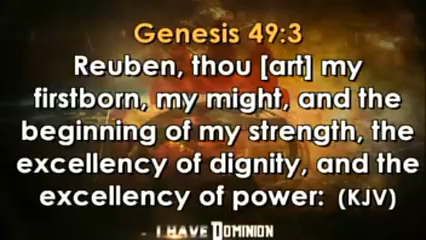 Genesis 49:3
Reuben, thou [art] my
firstborn, my might, and the
beginning of my strength, the
excellency of dignity, and the
excellency of power: (KJV)
- I HAVE DOMINION